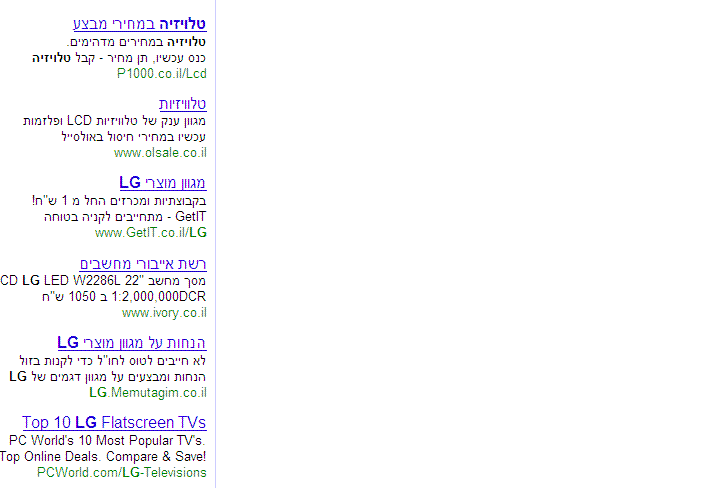 טלויזיה במחירי מבצע
טלויזיה במחירים מדהימים.
כנס עכשיו, תן מחיר - קבל טלויזיה
P1000.co.il/Lcd
טלוויזיות
מגוון ענק של טלוויזיות LCD ופלזמות
עכשיו במחירי חיסול באולסייל
www.olsale.co.il
מגוון מוצרי LG
בקבוצתיות ומכרזים החל מ 1 ש"ח!
GetIT - מתחייבים לקניה בטוחה
www.GetIT.co.il/LG
רשת אייבורי מחשבים
מסך מחשב "22 CD LG LED W2286L
1:2,000,000DCR ב 1050 ש"ח
www.ivory.co.il
הנחות על מגוון מוצרי LG
לא חייבים לטוס לחו"ל כדי לקנות בזול
הנחות ומבצעים על מגוון דגמים של LG
LG.Memutagim.co.il
Top 10 LG Flatscreen TVs
PC World's 10 Most Popular TV's.
Top Online Deals. Compare & Save!
PCWorld.com/LG-Televisions